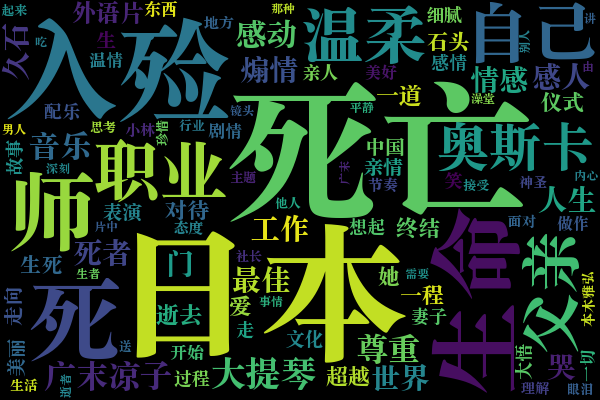 起来
外语片
东西
地方
那种
细腻
讲
入殓
感动
温柔
自己
别人
久石
生
石头
吃
温情
煽情
亲人
美好
感情
情感
感人
由
配乐
一道
仪式
男人
思考
小林
行业
镜头
平静
澡堂
珍惜
死亡
奥斯卡
故事
音乐
剧情
中国
深刻
职业
主题
广末
亲情
节奏
笑
接受
神圣
内心
师
表演
对待
他人
人生
片中
态度
工作
想起
终结
面对
做作
死者
生命
父亲
生死
生者
门
日本
社长
最佳
她
需要
走向
死
爱
事情
一程
本木雅弘
逝去
走
妻子
文化
尊重
美丽
送
开始
大悟
哭
一切
广末凉子
大提琴
世界
生活
逝者
过程
超越
理解
眼泪